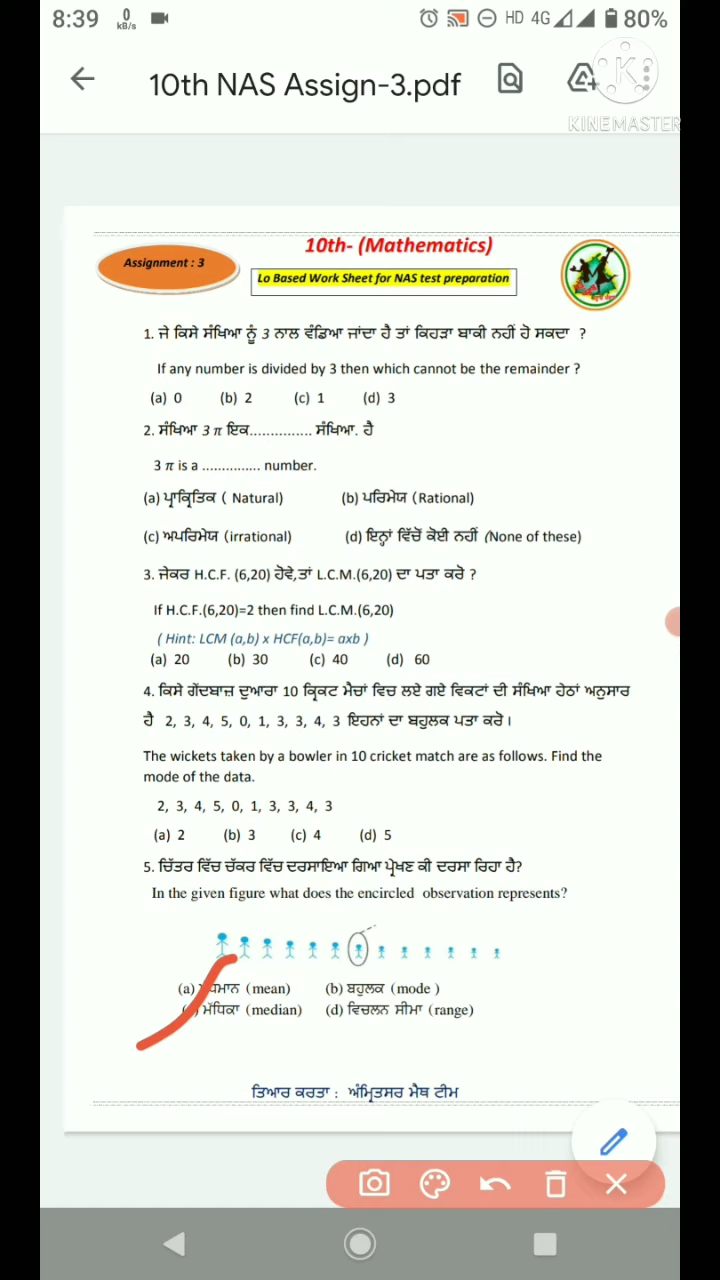 8:39 0 kB/s HD 4G 80%
10th NAS Assign-3.pdf
KINEMASTER
10th- (Mathematics)
Assignment : 3
Lo Based Work Sheet for NAS test preparation
1. ਜੇ ਕਿਸੇ ਸੰਖਿਆ ਨੂੰ 3 ਨਾਲ ਵੰਡਿਆ ਜਾਂਦਾ ਹੈ ਤਾਂ ਕਿਹੜਾ ਬਾਕੀ ਨਹੀਂ ਹੋ ਸਕਦਾ ?
If any number is divided by 3 then which cannot be the remainder ?
(a) 0 (b) 2 (c) 1 (d) 3
2. ਸੰਖਿਆ 3 π ਇਕ............... ਸੰਖਿਆ. ਹੈ
3 π is a ............... number.
(a) ਪ੍ਰਾਕ੍ਰਿਤਿਕ ( Natural) (b) ਪਰਿਮੇਯ (Rational)
(c) ਅਪਰਿਮੇਯ (irrational) (d) ਇਨ੍ਹਾਂ ਵਿੱਚੋਂ ਕੋਈ ਨਹੀਂ (None of these)
3. ਜੇਕਰ H.C.F. (6,20) ਹੋਵੇ,ਤਾਂ L.C.M.(6,20) ਦਾ ਪਤਾ ਕਰੋ ?
If H.C.F.(6,20)=2 then find L.C.M.(6,20)
( Hint: LCM (a,b) x HCF(a,b)= axb )
(a) 20 (b) 30 (c) 40 (d) 60
4. ਕਿਸੇ ਗੇਂਦਬਾਜ਼ ਦੁਆਰਾ 10 ਕ੍ਰਿਕਟ ਮੈਚਾਂ ਵਿਚ ਲਏ ਗਏ ਵਿਕਟਾਂ ਦੀ ਸੰਖਿਆ ਹੇਠਾਂ ਅਨੁਸਾਰ
ਹੈ 2, 3, 4, 5, 0, 1, 3, 3, 4, 3 ਇਹਨਾਂ ਦਾ ਬਹੁਲਕ ਪਤਾ ਕਰੋ।
The wickets taken by a bowler in 10 cricket match are as follows. Find the
mode of the data.
2, 3, 4, 5, 0, 1, 3, 3, 4, 3
(a) 2 (b) 3 (c) 4 (d) 5
5. ਚਿੱਤਰ ਵਿੱਚ ਚੱਕਰ ਵਿੱਚ ਦਰਸਾਇਆ ਗਿਆ ਪ੍ਰੇਖਣ ਕੀ ਦਰਸਾ ਰਿਹਾ ਹੈ?
In the given figure what does the encircled observation represents?
(a) (mean) (b) ਬਹੁਲਕ (mode )
ਮੱਧਿਕਾ (median) (d) ਵਿਚਲਨ ਸੀਮਾ (range)
ਤਿਆਰ ਕਰਤਾ : ਅੰਮ੍ਰਿਤਸਰ ਮੈਥ ਟੀਮ